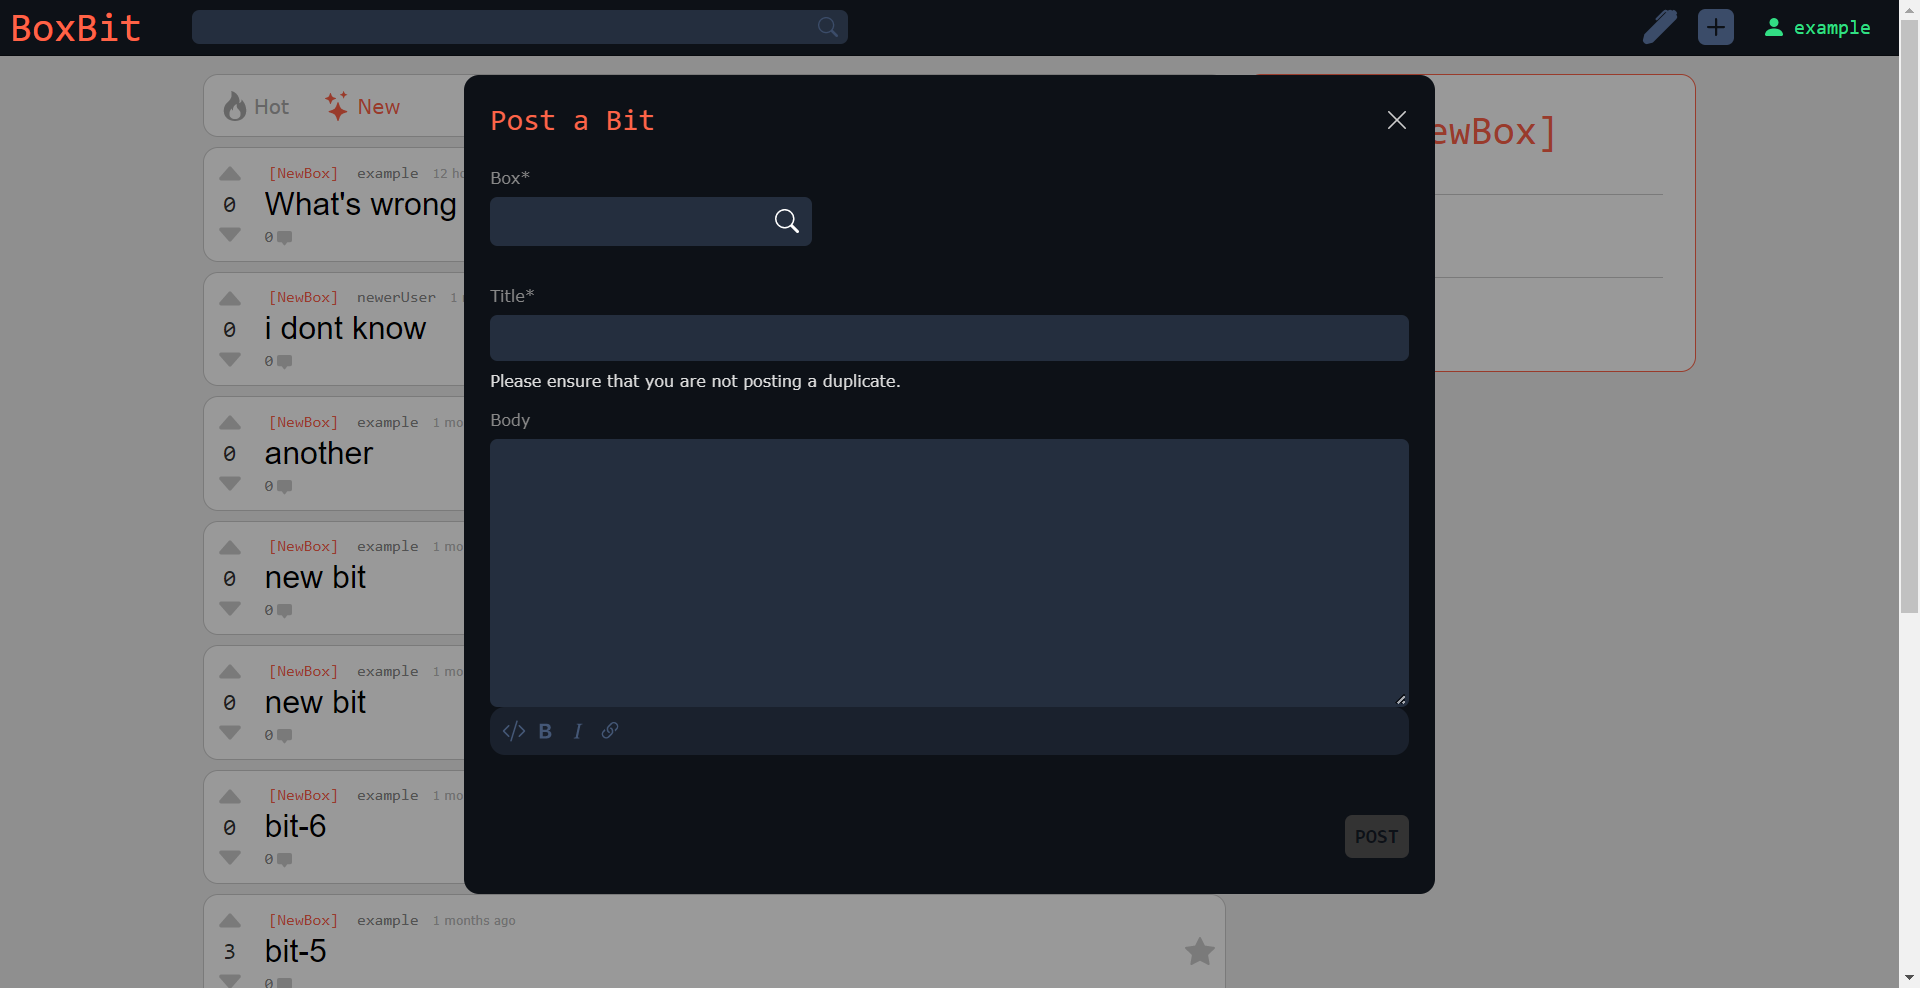 BoxBit
example
Hot
New
Post a Bit
ewBox]
Box*
Title*
Please ensure that you are not posting a duplicate.
Body
B I
POST
[NewBox] example 12
0
What's wrong
0
[NewBox] newerUser 1
0
i dont know
0
[NewBox] example 1 mo
0
another
0
[NewBox] example 1 mo
0
new bit
0
[NewBox] example 1 mo
0
new bit
0
[NewBox] example 1 mo
0
bit-6
0
[NewBox] example 1 months ago
3
bit-5
0